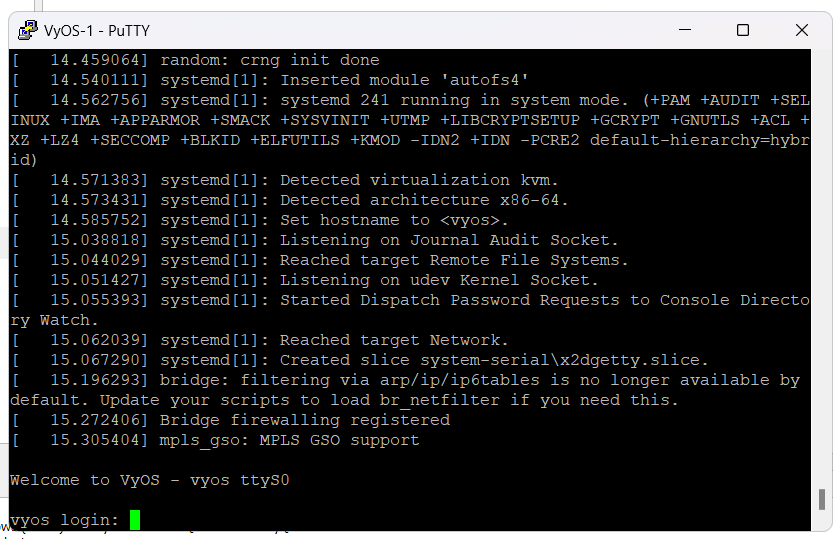 VyOS-1 - PuTTY
[   14.459064] random: crng init done
[   14.540111] systemd[1]: Inserted module 'autofs4'
[   14.562756] systemd[1]: systemd 241 running in system mode. (+PAM +AUDIT +SEL
INUX +IMA +APPARMOR +SMACK +SYSVINIT +UTMP +LIBCRYPTSETUP +GCRYPT +GNUTLS +ACL +
XZ +LZ4 +SECCOMP +BLKID +ELFUTILS +KMOD -IDN2 +IDN -PCRE2 default-hierarchy=hybr
id)
[   14.571383] systemd[1]: Detected virtualization kvm.
[   14.573431] systemd[1]: Detected architecture x86-64.
[   14.585752] systemd[1]: Set hostname to <vyos>.
[   15.038818] systemd[1]: Listening on Journal Audit Socket.
[   15.044029] systemd[1]: Reached target Remote File Systems.
[   15.051427] systemd[1]: Listening on udev Kernel Socket.
[   15.055393] systemd[1]: Started Dispatch Password Requests to Console Directo
ry Watch.
[   15.062039] systemd[1]: Reached target Network.
[   15.067290] systemd[1]: Created slice system-serial\x2dgetty.slice.
[   15.196293] bridge: filtering via arp/ip/ip6tables is no longer available by
default. Update your scripts to load br_netfilter if you need this.
[   15.272406] Bridge firewalling registered
[   15.305404] mpls_gso: MPLS GSO support
Welcome to VyOS - vyos ttyS0
vyos login: